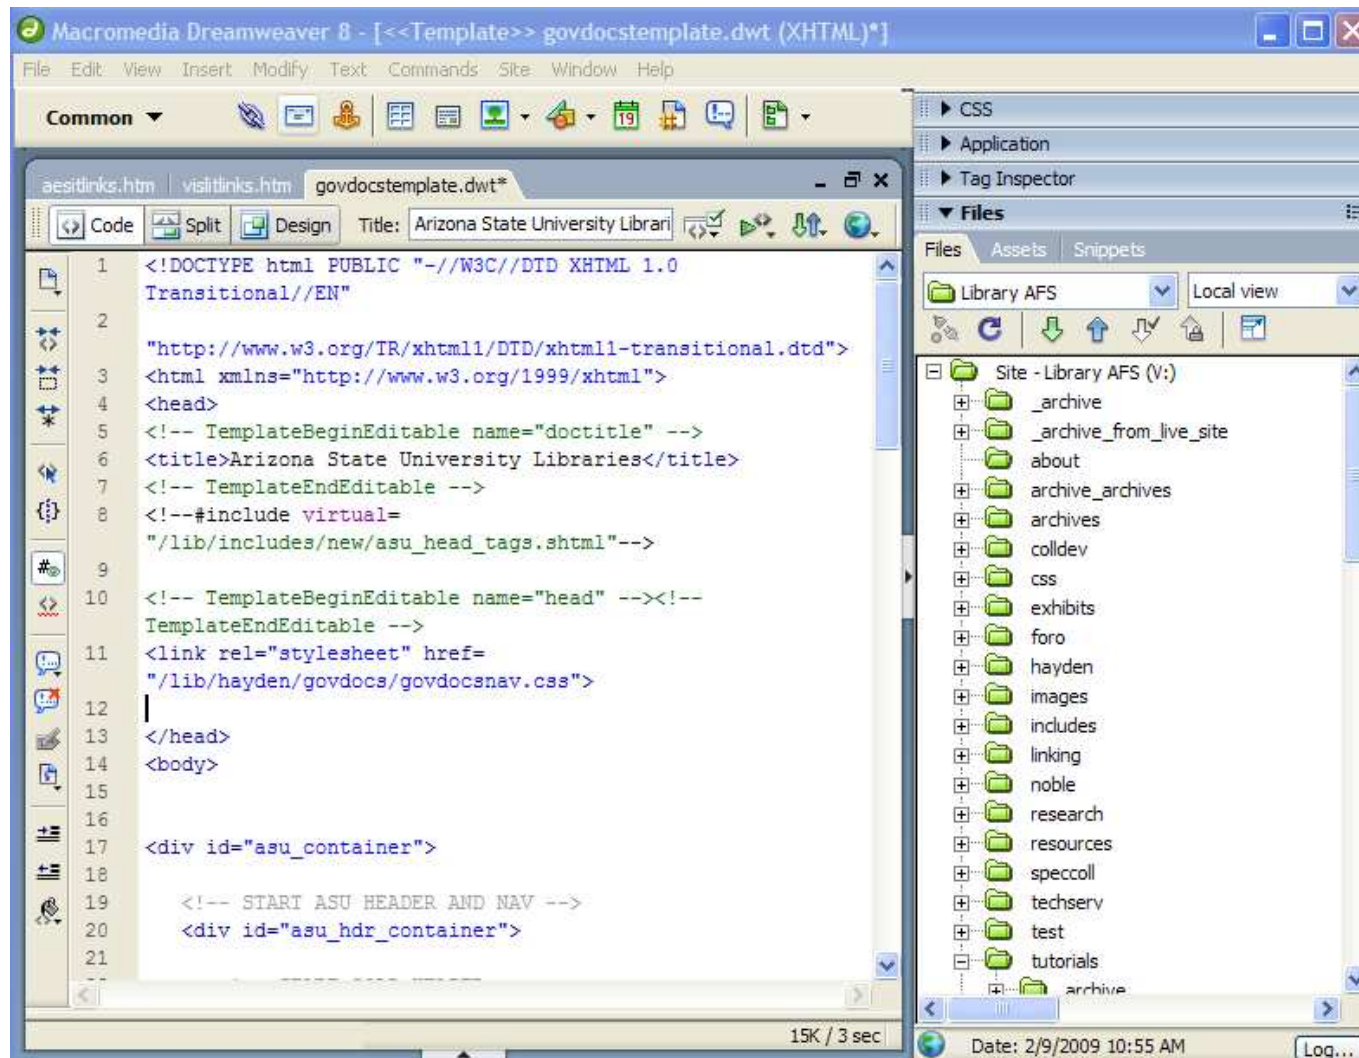 Macromedia Dreamweaver 8 - [<<Template>> govdocstemplate.dwt (XHTML)*]
File Edit View Insert Modify Text Commands Site Window Help
Common
19
aesitlinks.htm vislitlinks.htm govdocstemplate.dwt*
Code Split Design Title: Arizona State University Librari
1 <!DOCTYPE html PUBLIC "-//W3C//DTD XHTML 1.0
Transitional//EN"
2
"http://www.w3.org/TR/xhtml1/DTD/xhtml1-transitional.dtd">
3 <html xmlns="http://www.w3.org/1999/xhtml">
4 <head>
5 <!-- TemplateBeginEditable name="doctitle" -->
6 <title>Arizona State University Libraries</title>
7 <!-- TemplateEndEditable -->
8 <!--#include virtual=
"/lib/includes/new/asu_head_tags.shtml"-->
9
10 <!-- TemplateBeginEditable name="head" --><!--
TemplateEndEditable -->
11 <link rel="stylesheet" href=
"/lib/hayden/govdocs/govdocsnav.css">
12
13 </head>
14 <body>
15
16
17 <div id="asu_container">
18
19 <!-- START ASU HEADER AND NAV -->
20 <div id="asu_hdr_container">
21
15K / 3 sec
CSS
Application
Tag Inspector
Files
Files Assets Snippets
Library AFS Local view
Site - Library AFS (V:)
_archive
_archive_from_live_site
about
archive_archives
archives
colldev
css
exhibits
foro
hayden
images
includes
linking
noble
research
resources
speccoll
techserv
test
tutorials
archive
Date: 2/9/2009 10:55 AM Log...